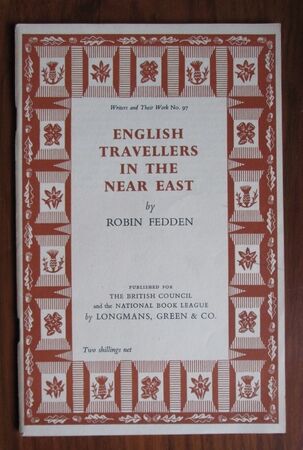 Writers and Their Work No. 97
ENGLISH
TRAVELLERS
IN THE
NEAR EAST
by
ROBIN FEDDEN
PUBLISHED FOR
THE BRITISH COUNCIL
and the NATIONAL BOOK LEAGUE
by LONGMANS, GREEN & CO.
Two shillings net